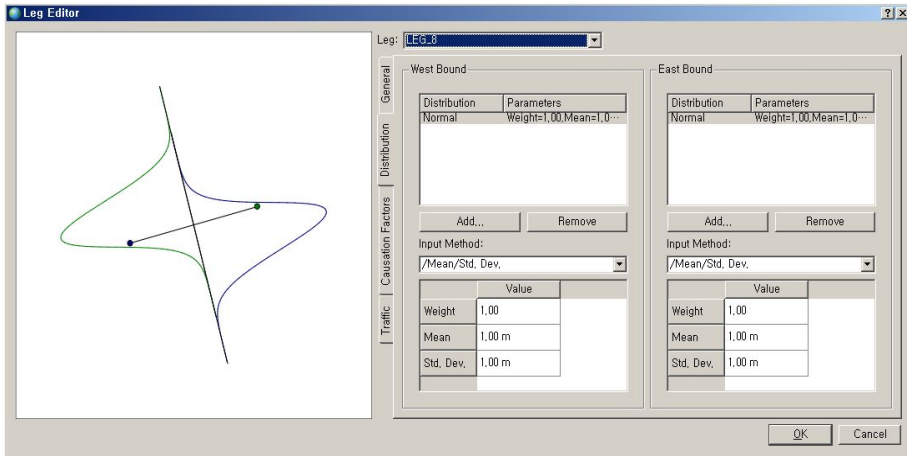 Leg Editor
Leg: LEG_8
General
Distribution
Causation Factors
Traffic
West Bound
Distribution Parameters
Normal Weight=1,00,Mean=1,0···
Add,,, Remove
Input Method:
/Mean/Std, Dev,
Value
Weight 1,00
Mean 1,00 m
Std, Dev, 1,00 m
East Bound
Distribution Parameters
Normal Weight=1,00,Mean=1,0···
Add,,, Remove
Input Method:
/Mean/Std, Dev,
Value
Weight 1,00
Mean 1,00 m
Std, Dev, 1,00 m
OK Cancel